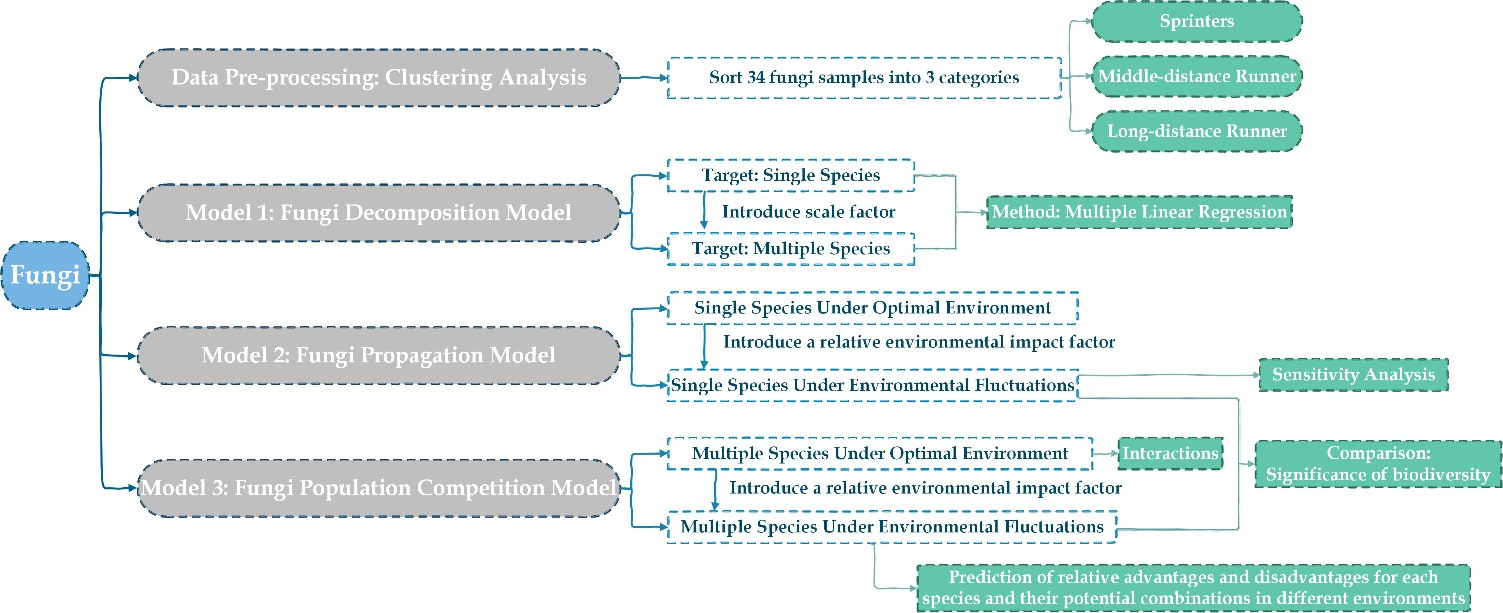 Fungi
Data Pre-processing: Clustering Analysis
Sort 34 fungi samples into 3 categories
Sprinters
Middle-distance Runner
Long-distance Runner
Model 1: Fungi Decomposition Model
Target: Single Species
Introduce scale factor
Target: Multiple Species
Method: Multiple Linear Regression
Model 2: Fungi Propagation Model
Single Species Under Optimal Environment
Introduce a relative environmental impact factor
Single Species Under Environmental Fluctuations
Sensitivity Analysis
Model 3: Fungi Population Competition Model
Multiple Species Under Optimal Environment
Interactions
Introduce a relative environmental impact factor
Multiple Species Under Environmental Fluctuations
Comparison:
Significance of biodiversity
Prediction of relative advantages and disadvantages for each
species and their potential combinations in different environments